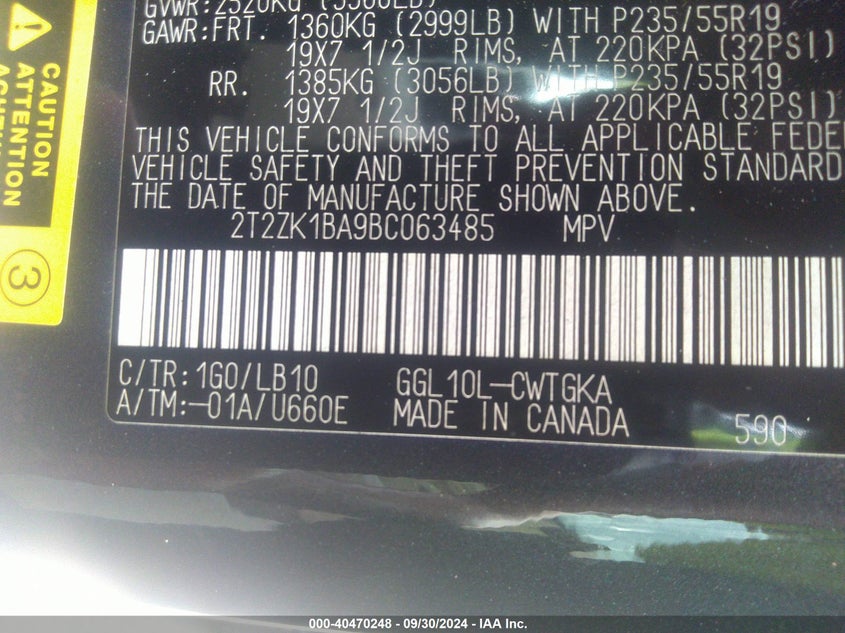 GVWR:2520KG
GAWR:FRT. 1360KG (2999LB) WITH P235/55R19
19X7 1/2J RIMS, AT 220KPA (32PSI)
RR. 1385KG (3056LB) WITH P235/55R19
19X7 1/2J RIMS, AT 220KPA (32PSI)
THIS VEHICLE CONFORMS TO ALL APPLICABLE FEDE
VEHICLE SAFETY AND THEFT PREVENTION STANDARD
THE DATE OF MANUFACTURE SHOWN ABOVE.
2T2ZK1BA9BC063485 MPV
C/TR:1G0/LB10 GGL10L-CWTGKA
A/TM:-01A/U660E MADE IN CANADA 590
CAUTION
ATTENTION
3
000-40470248 - 09/30/2024 - IAA Inc.